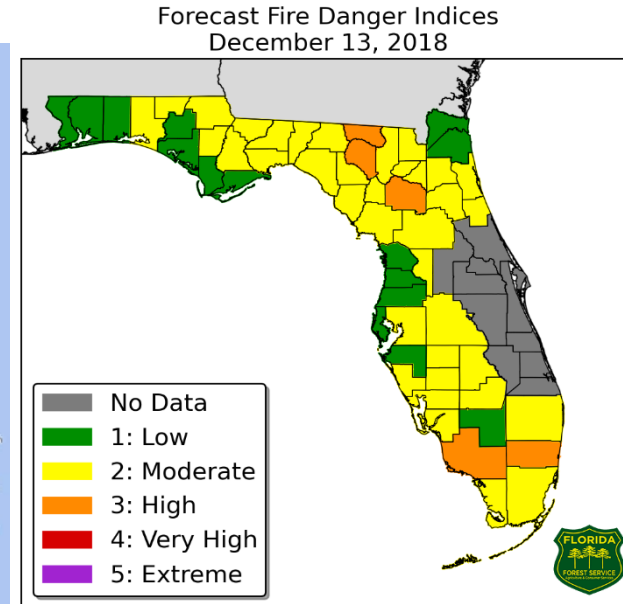 Forecast Fire Danger Indices
December 13, 2018
No Data
1: Low
2: Moderate
3: High
4: Very High
5: Extreme
FLORIDA
FOREST SERVICE